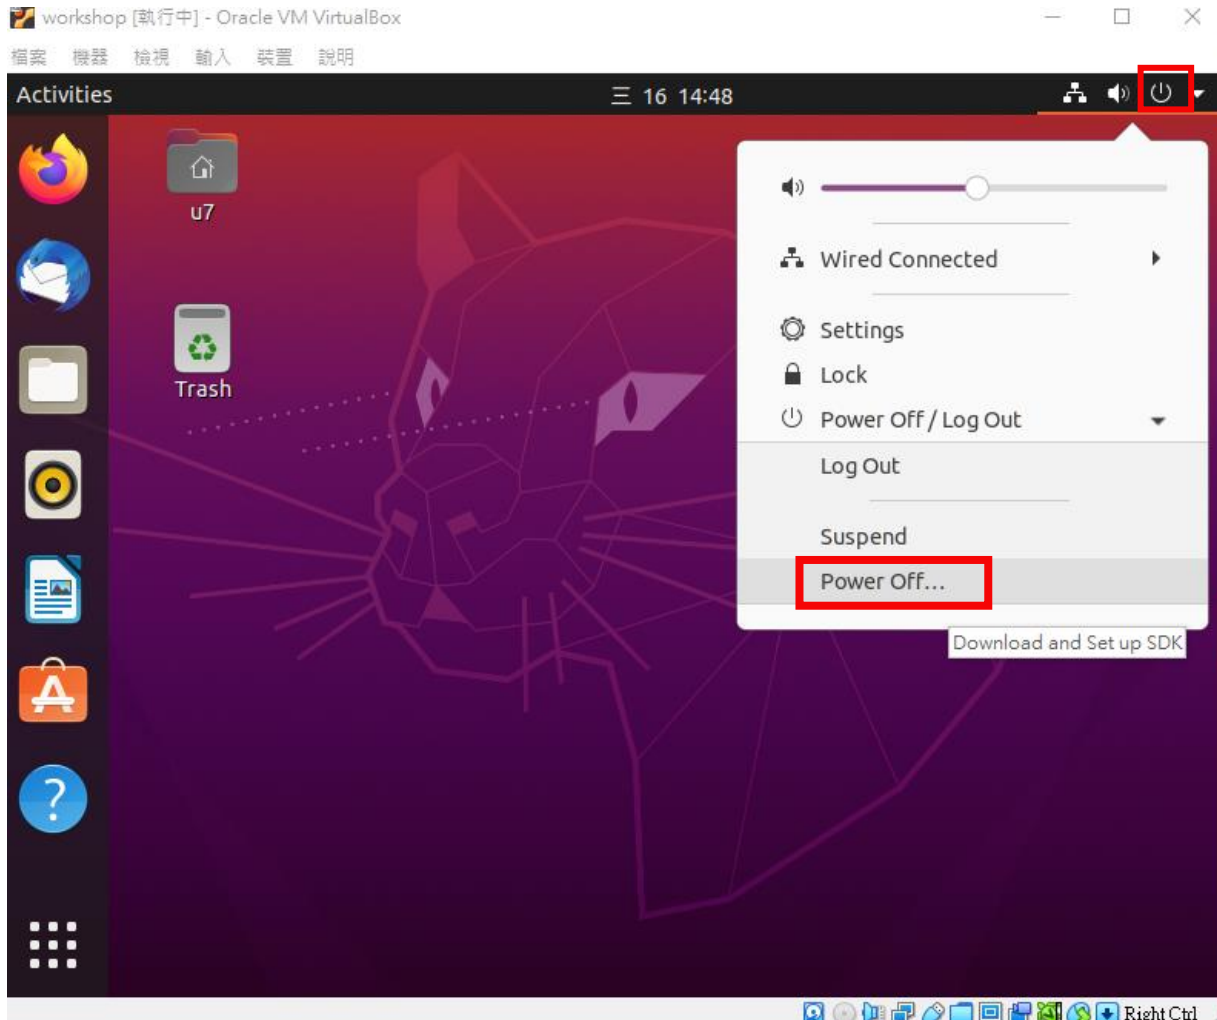 workshop [執行中] - Oracle VM VirtualBox
檔案 機器 檢視 輸入 裝置 說明
Activities 三 16 14:48
u7
Trash
Wired Connected
Settings
Lock
Power Off / Log Out
Log Out
Suspend
Power Off...
Download and Set up SDK
Right Ctrl